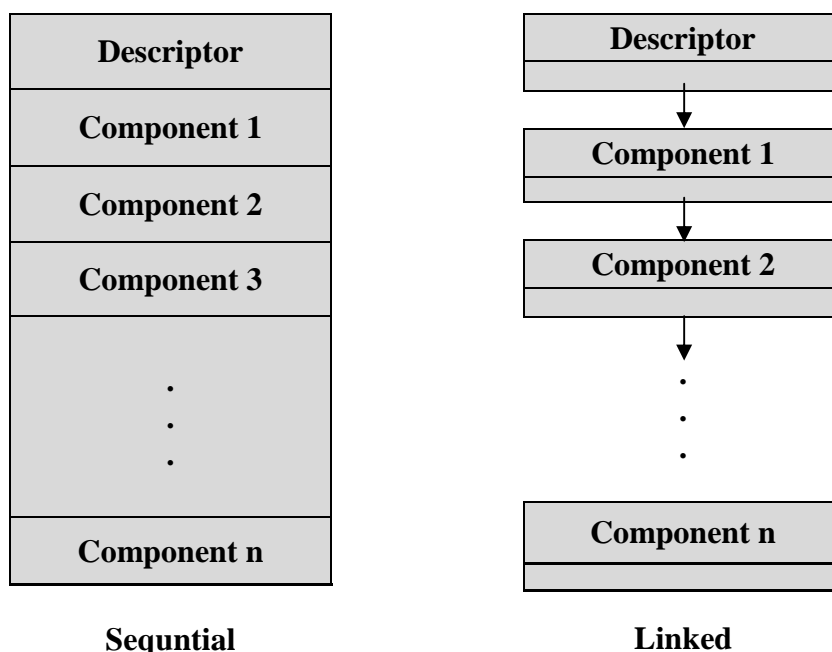 Descriptor
Component 1
Component 2
Component 3
.
.
.
Component n
Sequntial
Descriptor
Component 1
Component 2
.
.
.
Component n
Linked